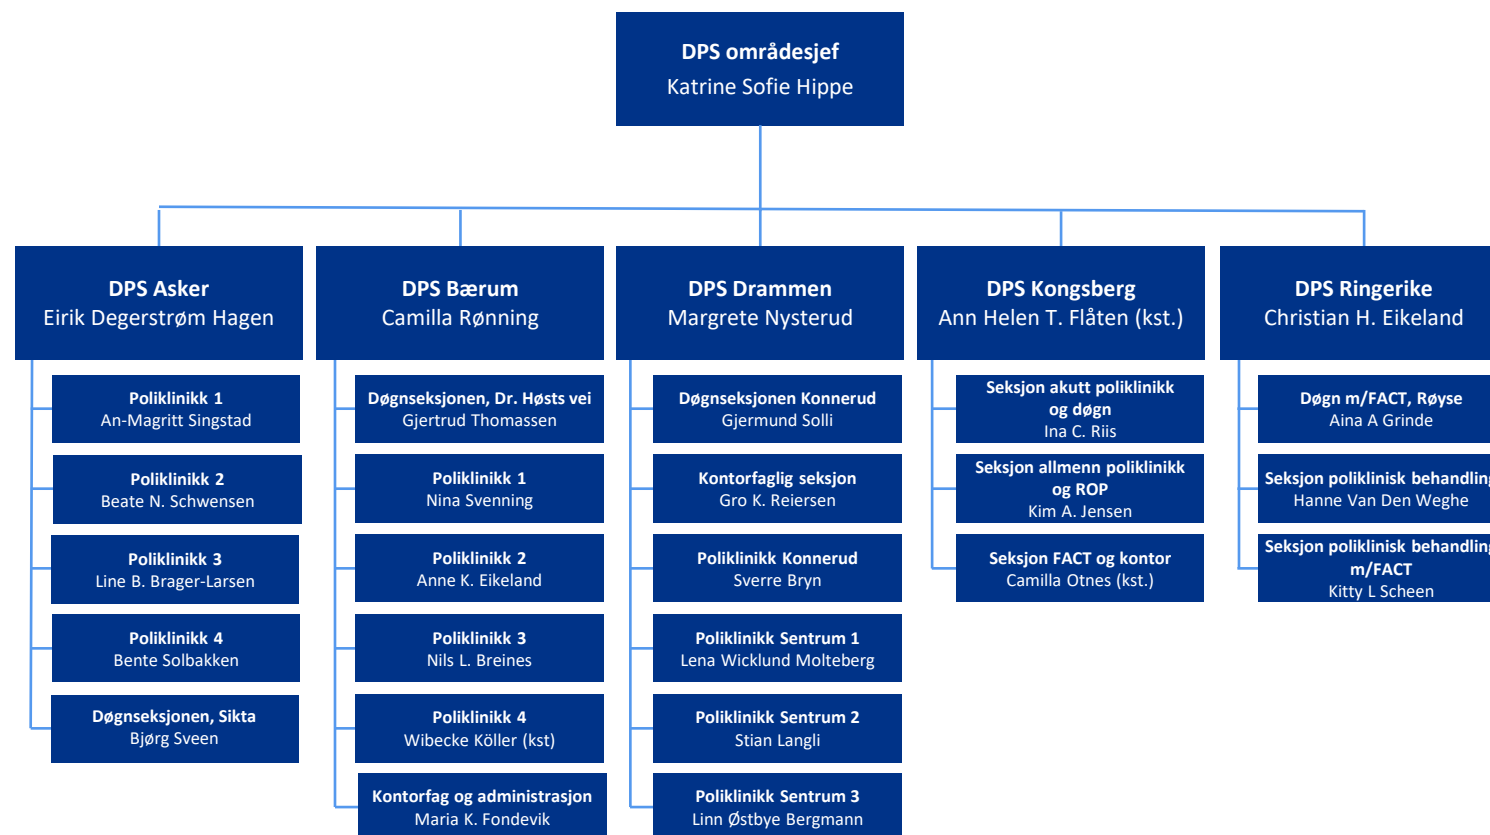 DPS områdesjef
Katrine Sofie Hippe
DPS Asker
Eirik Degerstrøm Hagen
Poliklinikk 1
An-Magritt Singstad
Poliklinikk 2
Beate N. Schwensen
Poliklinikk 3
Line B. Brager-Larsen
Poliklinikk 4
Bente Solbakken
Døgnseksjonen, Sikta
Bjørg Sveen
DPS Bærum
Camilla Rønning
Døgnseksjonen, Dr. Høsts vei
Gjertrud Thomassen
Poliklinikk 1
Nina Svenning
Poliklinikk 2
Anne K. Eikeland
Poliklinikk 3
Nils L. Breines
Poliklinikk 4
Wibecke Köller (kst)
Kontorfag og administrasjon
Maria K. Fondevik
DPS Drammen
Margrete Nysterud
Døgnseksjonen Konnerud
Gjermund Solli
Kontorfaglig seksjon
Gro K. Reiersen
Poliklinikk Konnerud
Sverre Bryn
Poliklinikk Sentrum 1
Lena Wicklund Molteberg
Poliklinikk Sentrum 2
Stian Langli
Poliklinikk Sentrum 3
Linn Østbye Bergmann
DPS Kongsberg
Ann Helen T. Flåten (kst.)
Seksjon akutt poliklinikk
og døgn
Ina C. Riis
Seksjon allmenn poliklinikk
og ROP
Kim A. Jensen
Seksjon FACT og kontor
Camilla Otnes (kst.)
DPS Ringerike
Christian H. Eikeland
Døgn m/FACT, Røyse
Aina A Grinde
Seksjon poliklinisk behandling
Hanne Van Den Weghe
Seksjon poliklinisk behandling
m/FACT
Kitty L Scheen